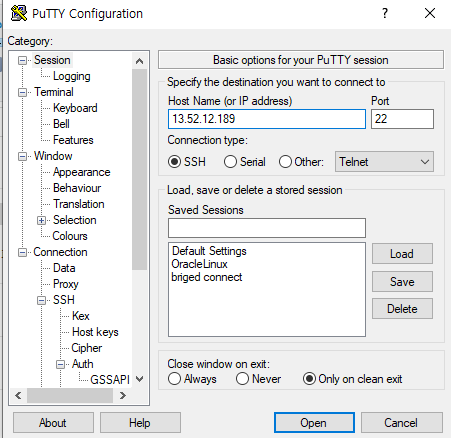 PuTTY Configuration
Category:
Session
Logging
Terminal
Keyboard
Bell
Features
Window
Appearance
Behaviour
Translation
Selection
Colours
Connection
Data
Proxy
SSH
Kex
Host keys
Cipher
Auth
GSSAPI
Basic options for your PuTTY session
Specify the destination you want to connect to
Host Name (or IP address) Port
13.52.12.189 22
Connection type:
SSH Serial Other: Telnet
Load, save or delete a stored session
Saved Sessions
Default Settings
OracleLinux
briged connect
Load
Save
Delete
Close window on exit:
Always Never Only on clean exit
About Help Open Cancel